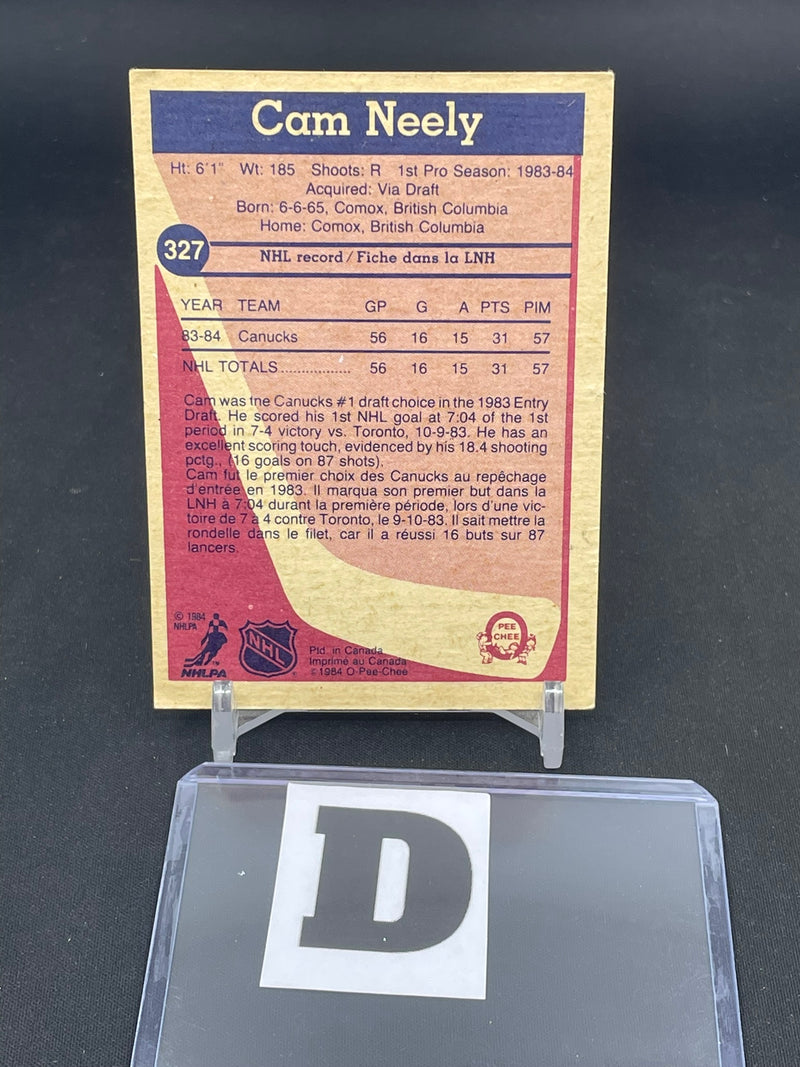 Cam Neely
Ht: 6'1" Wt: 185 Shoots: R 1st Pro Season: 1983-84
Acquired: Via Draft
Born: 6-6-65, Comox, British Columbia
Home: Comox, British Columbia
327
NHL record/Fiche dans la LNH
YEAR TEAM GP G A PTS PIM
83-84 Canucks 56 16 15 31 57
NHL TOTALS.................. 56 16 15 31 57
Cam was the Canucks #1 draft choice in the 1983 Entry
Draft. He scored his 1st NHL goal at 7:04 of the 1st
period in 7-4 victory vs. Toronto, 10-9-83. He has an
excellent scoring touch, evidenced by his 18.4 shooting
pctg., (16 goals on 87 shots).
Cam fut le premier choix des Canucks au repêchage
d'entrée en 1983. Il marqua son premier but dans la
LNH à 7:04 durant la première période, lors d'une vic-
toire de 7 à 4 contre Toronto, le 9-10-83. Il sait mettre la
rondelle dans le filet, car il a réussi 16 buts sur 87
lancers.
© 1984
NHLPA
NHLPA
TM
NHL
Ptd. in Canada
Imprimé au Canada
©1984 O-Pee-Chee
O
PEE
CHEE
D